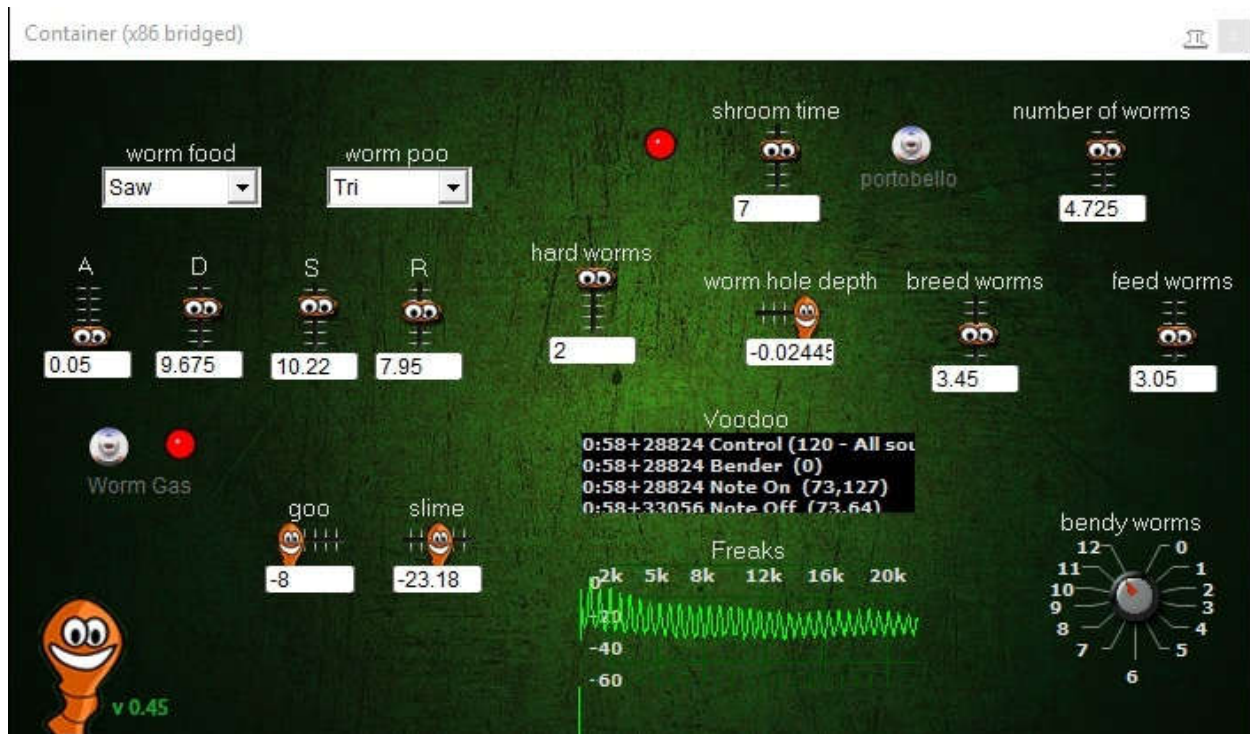 Container (x86 bridged)
shroom time
number of worms
worm food
worm poo
portobello
Saw
Tri
7
4.725
hard worms
A D S R
worm hole depth
breed worms
feed worms
0.05
9.675
10.22
7.95
2
-0.02445
3.45
3.05
Voodoo
0:58+28824 Control (120 - All sou
0:58+28824 Bender (0)
0:58+28824 Note On (73,127)
0:58+33056 Note Off (73,64)
Worm Gas
goo
slime
-8
-23.18
Freaks
0 2k 5k 8k 12k 16k 20k
-20
-40
-60
bendy worms
12 0
11 1
10 2
9 3
8 4
7 5
6
v 0.45